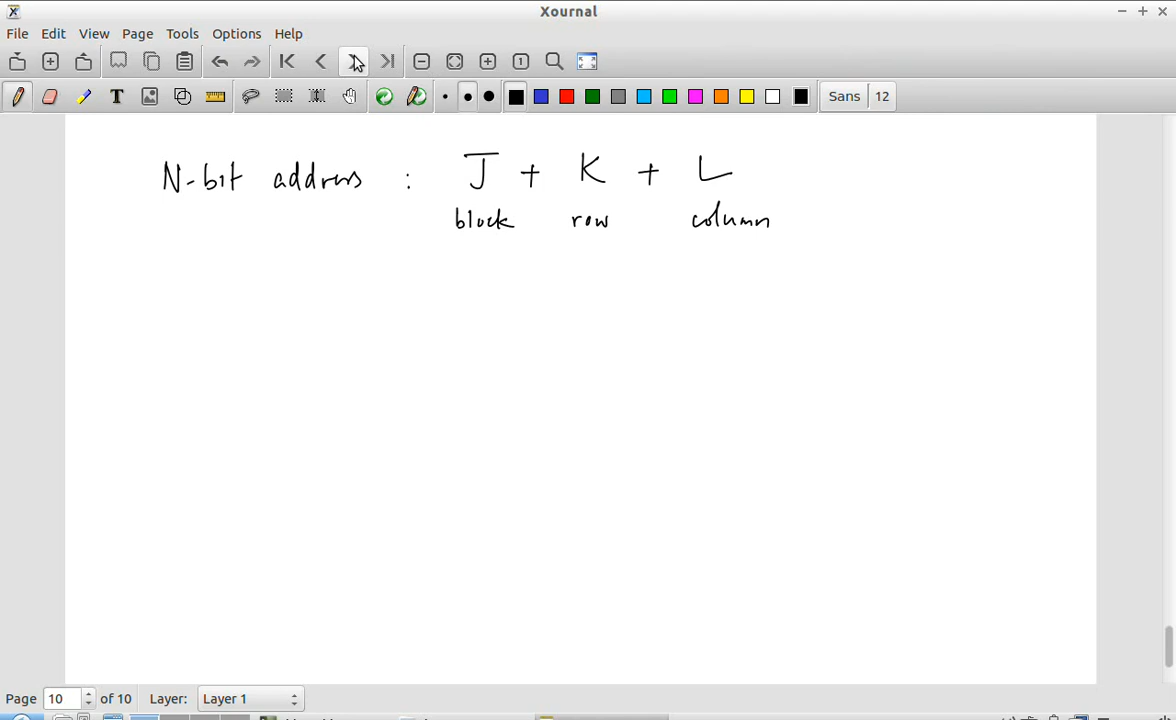 Xournal
File Edit View Page Tools Options Help
Sans 12
N-bit address : J + K + L
block row column
Page 10 of 10 Layer: Layer 1